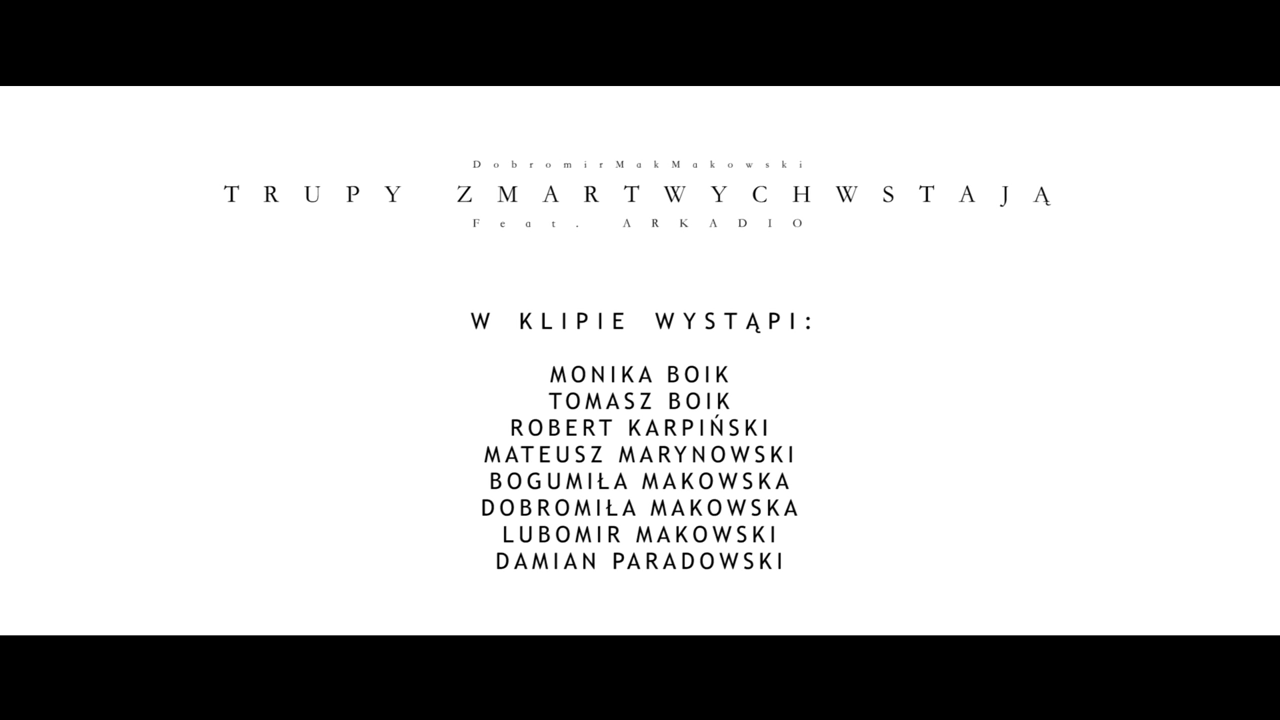 DobromirMakMakowski
TRUPY ZMARTWYCHWSTAJĄ
Feat. ARKADIO
W KLIPIE WYSTĄPI:
MONIKA BOIK
TOMASZ BOIK
ROBERT KARPIŃSKI
MATEUSZ MARYNOWSKI
BOGUMIŁA MAKOWSKA
DOBROMIŁA MAKOWSKA
LUBOMIR MAKOWSKI
DAMIAN PARADOWSKI